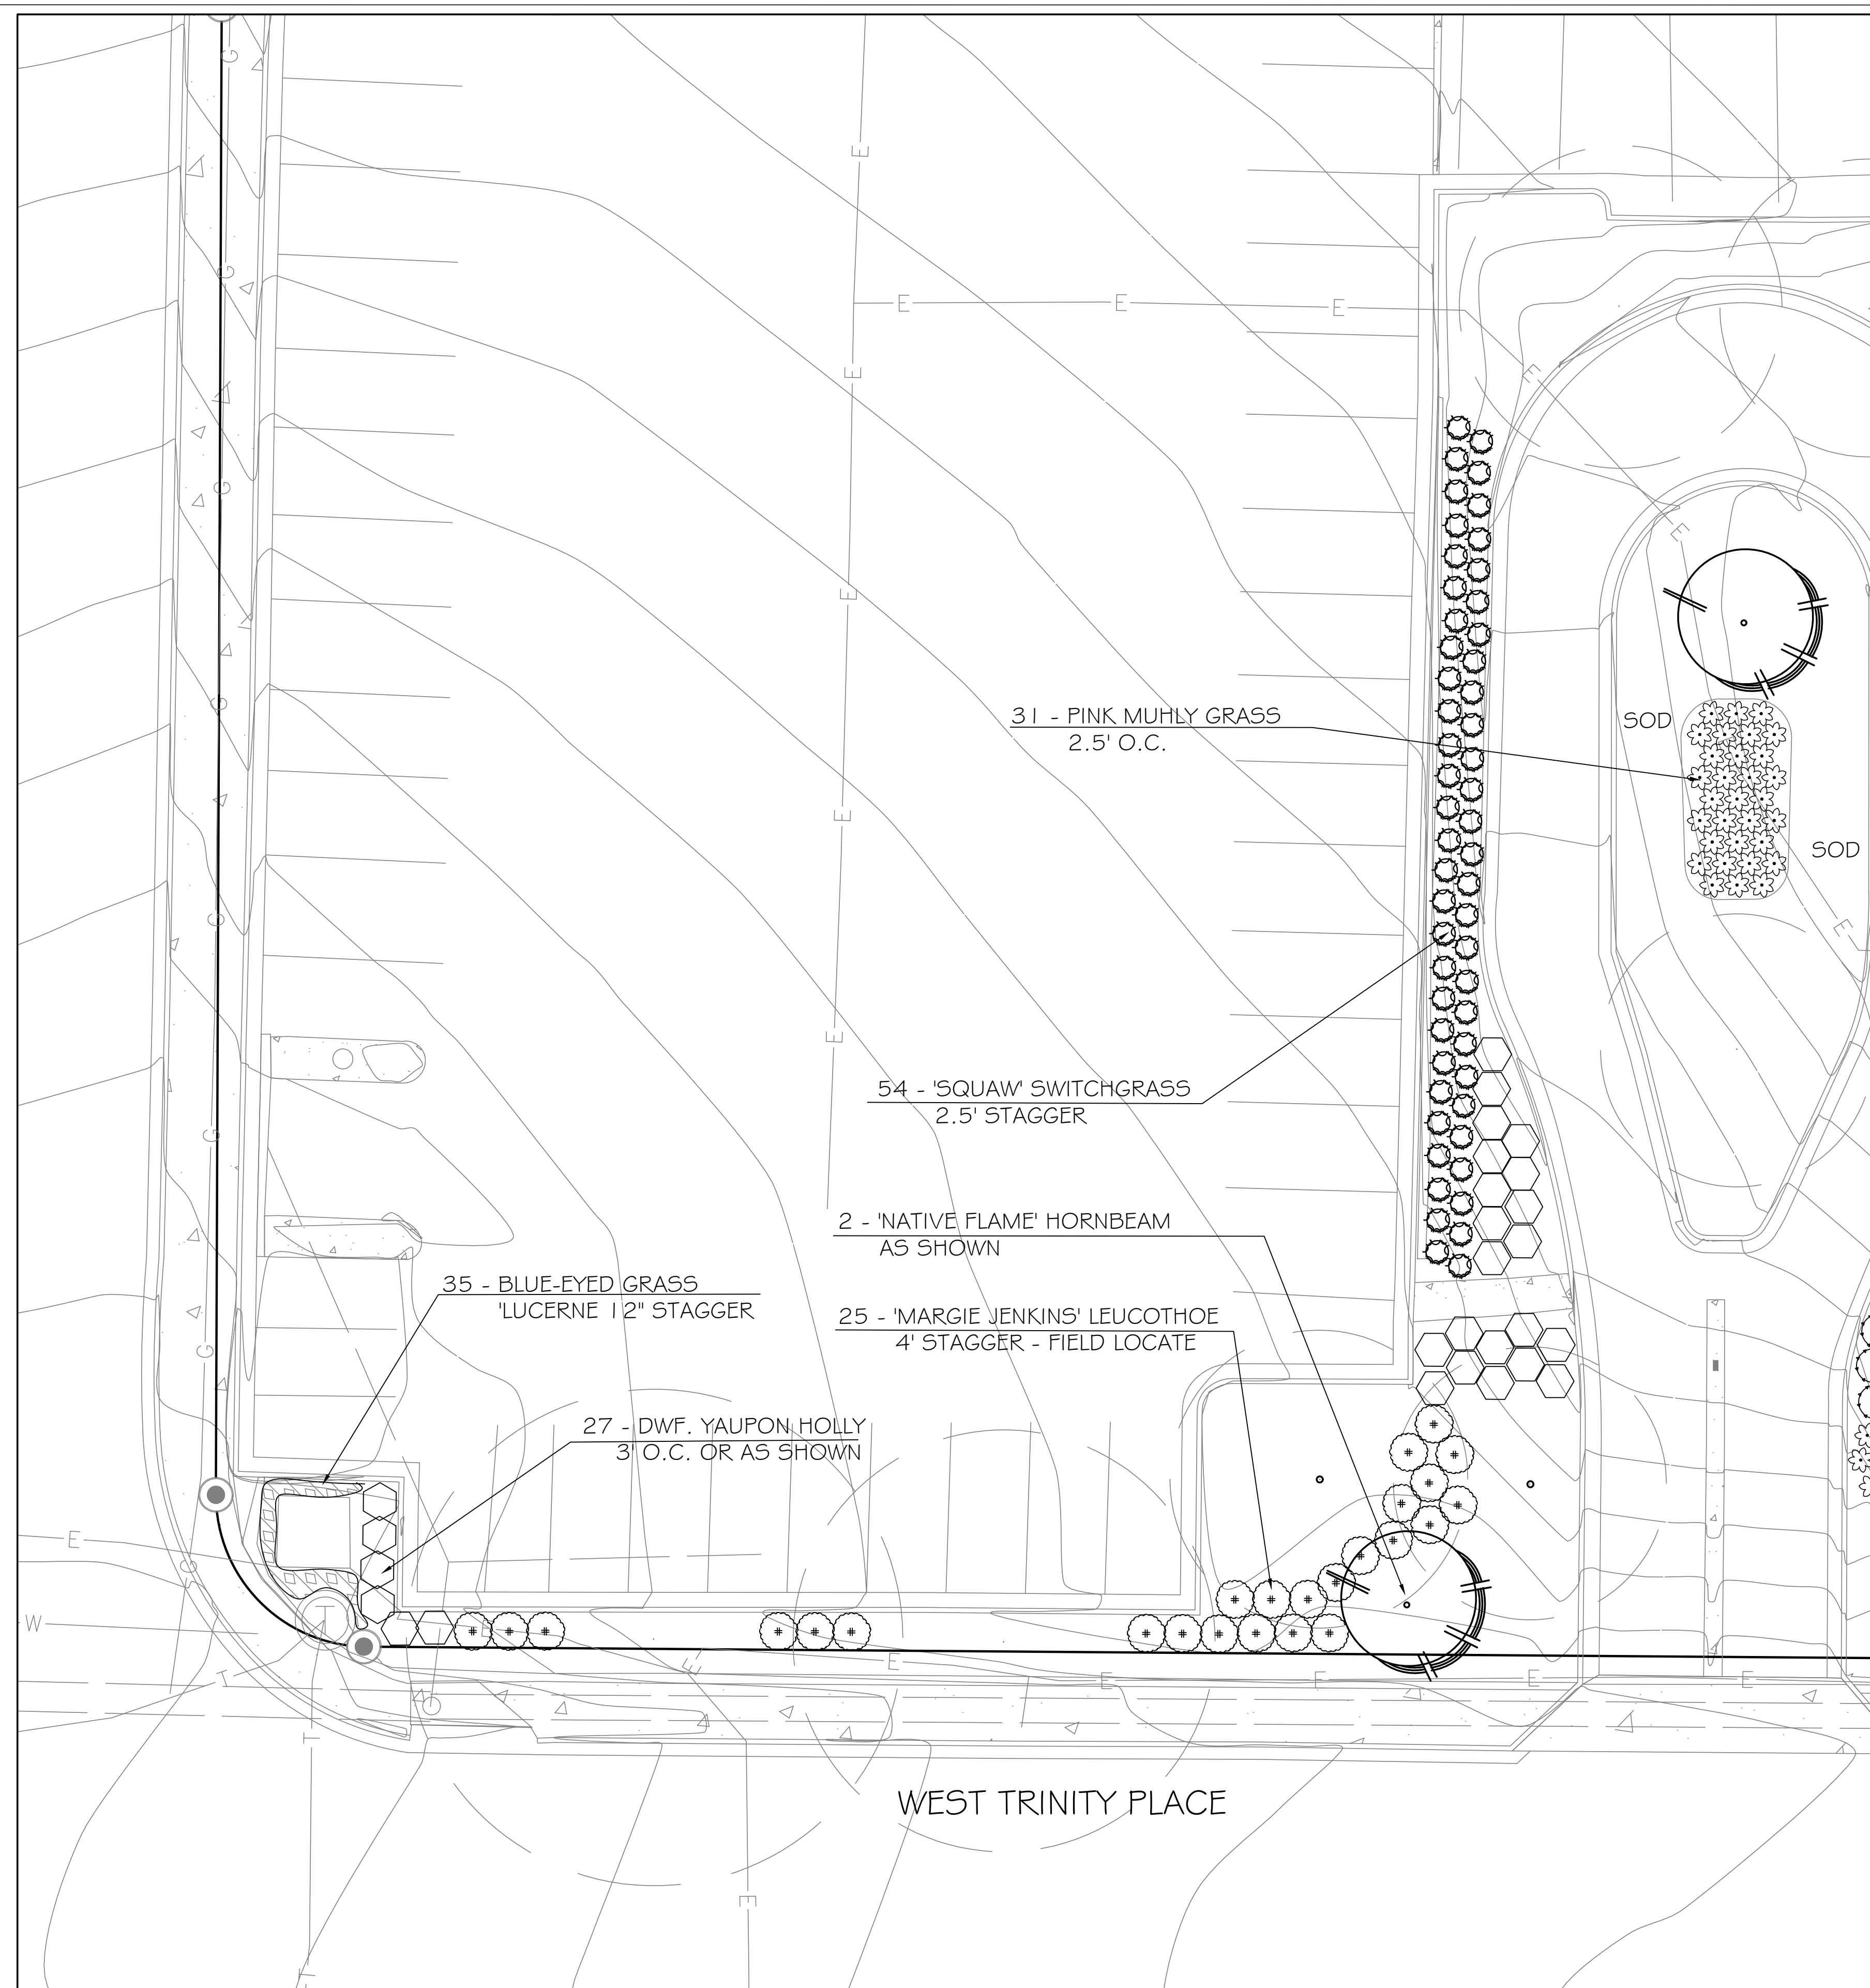 31 - PINK MUHLY GRASS
2.5' O.C.
SOD
SOD
54 - 'SQUAW' SWITCHGRASS
2.5' STAGGER
2 - 'NATIVE FLAME' HORNBEAM
AS SHOWN
35 - BLUE-EYED GRASS
'LUCERNE 12" STAGGER
25 - 'MARGIE JENKINS' LEUCOTHOE
4' STAGGER - FIELD LOCATE
27 - DWF. YAUPON HOLLY
3' O.C. OR AS SHOWN
WEST TRINITY PLACE
G
G
G
G
G
G
G
G
E
E
E
E
E
E
E
E
E
E
E
E
E
W
T
T
T
E
E
E
E
E
E
E